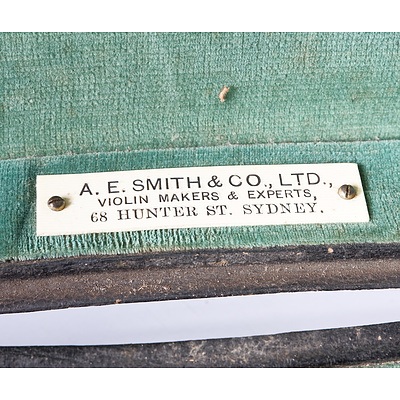 A. E. SMITH & CO., LTD.,
VIOLIN MAKERS & EXPERTS,
68 HUNTER ST. SYDNEY.